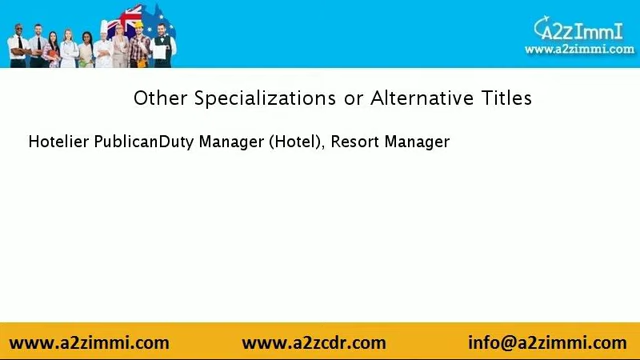 A2zImmI
www.a2zimmi.com
Other Specializations or Alternative Titles
Hotelier PublicanDuty Manager (Hotel), Resort Manager
www.a2zimmi.com www.a2zcdr.com info@a2zimmi.com